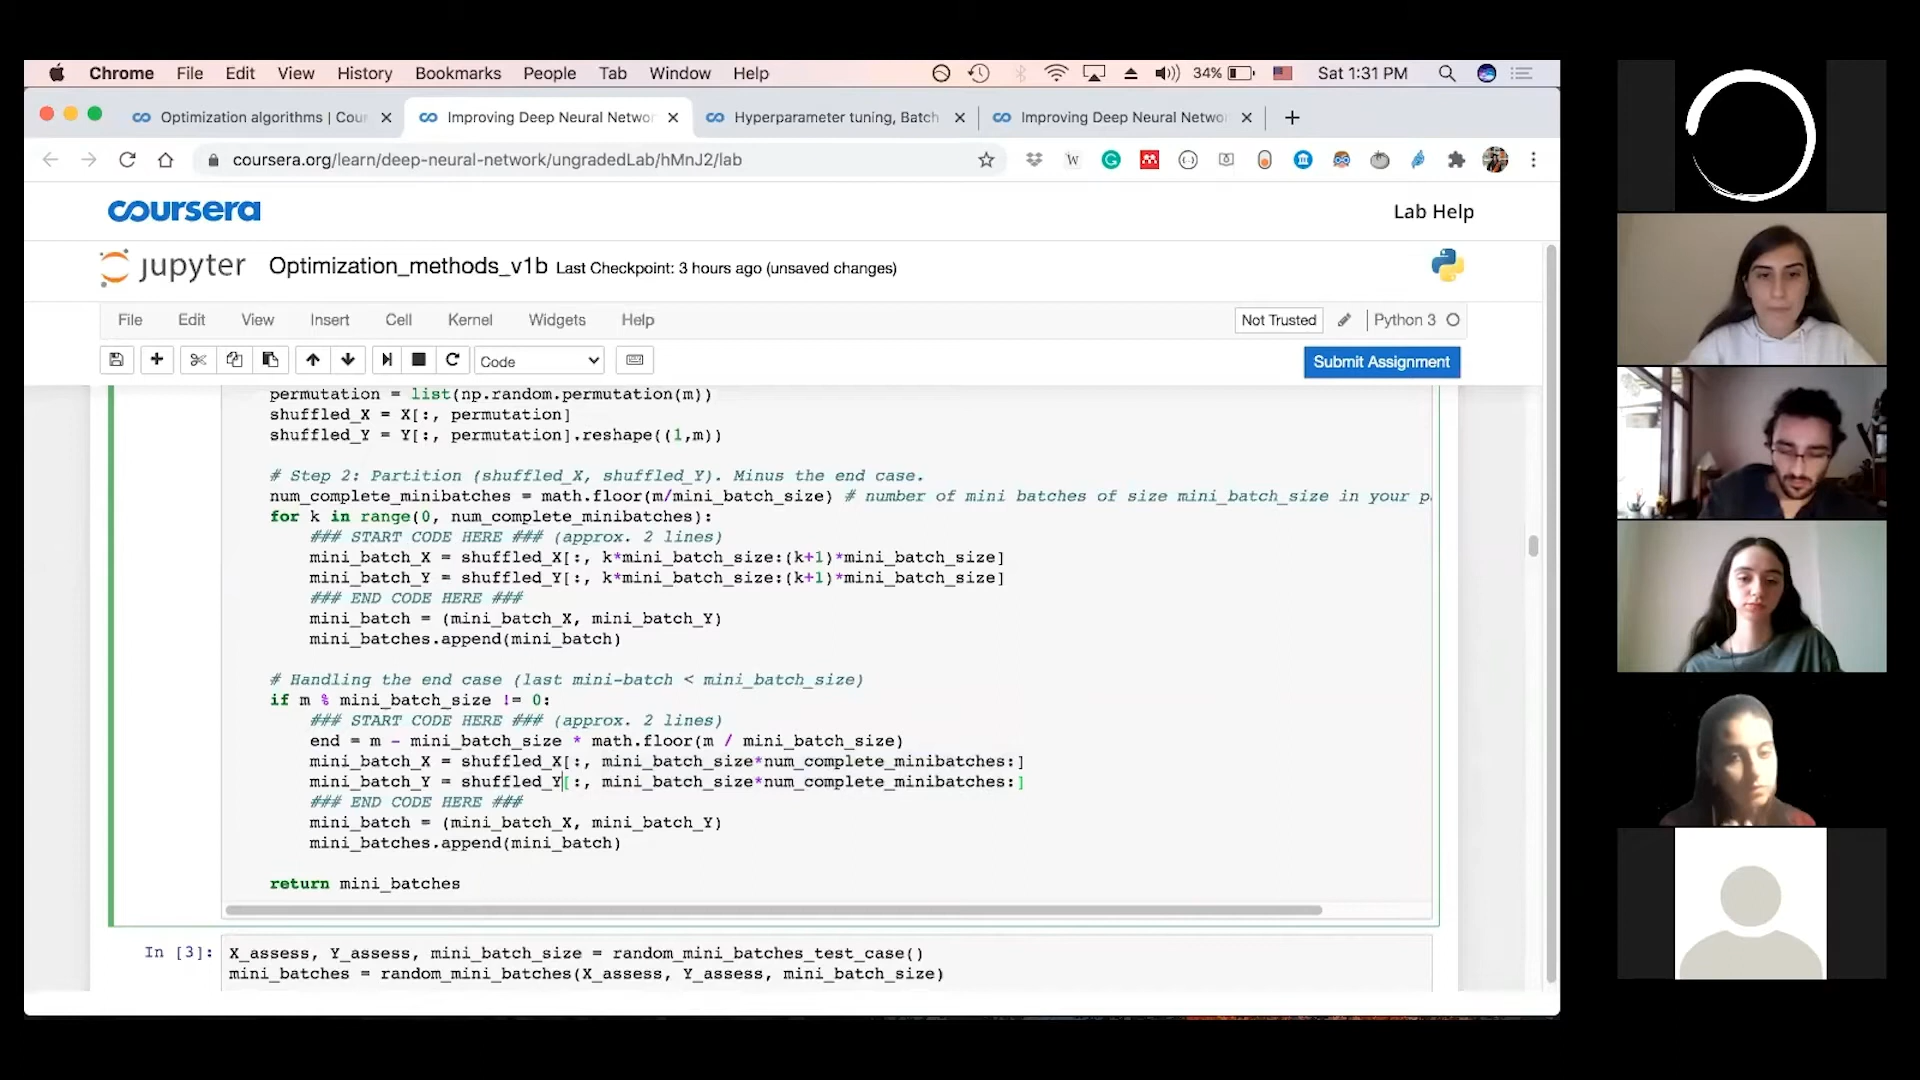 Chrome File Edit View History Bookmarks People Tab Window Help 34% Sat 1:31 PM
Optimization algorithms | Cour Improving Deep Neural Networ Hyperparameter tuning, Batch Improving Deep Neural Networ
coursera.org/learn/deep-neural-network/ungradedLab/hMnJ2/lab
coursera Lab Help
jupyter Optimization_methods_v1b Last Checkpoint: 3 hours ago (unsaved changes)
File Edit View Insert Cell Kernel Widgets Help Not Trusted Python 3
Code Submit Assignment
permutation = list(np.random.permutation(m))
shuffled_X = X[:, permutation]
shuffled_Y = Y[:, permutation].reshape((1,m))
# Step 2: Partition (shuffled_X, shuffled_Y). Minus the end case.
num_complete_minibatches = math.floor(m/mini_batch_size) # number of mini batches of size mini_batch_size in your p
for k in range(0, num_complete_minibatches):
### START CODE HERE ### (approx. 2 lines)
mini_batch_X = shuffled_X[:, k*mini_batch_size:(k+1)*mini_batch_size]
mini_batch_Y = shuffled_Y[:, k*mini_batch_size:(k+1)*mini_batch_size]
### END CODE HERE ###
mini_batch = (mini_batch_X, mini_batch_Y)
mini_batches.append(mini_batch)
# Handling the end case (last mini-batch < mini_batch_size)
if m % mini_batch_size != 0:
### START CODE HERE ### (approx. 2 lines)
end = m - mini_batch_size * math.floor(m / mini_batch_size)
mini_batch_X = shuffled_X[:, mini_batch_size*num_complete_minibatches:]
mini_batch_Y = shuffled_Y[:, mini_batch_size*num_complete_minibatches:]
### END CODE HERE ###
mini_batch = (mini_batch_X, mini_batch_Y)
mini_batches.append(mini_batch)
return mini_batches
In [3]: X_assess, Y_assess, mini_batch_size = random_mini_batches_test_case()
mini_batches = random_mini_batches(X_assess, Y_assess, mini_batch_size)